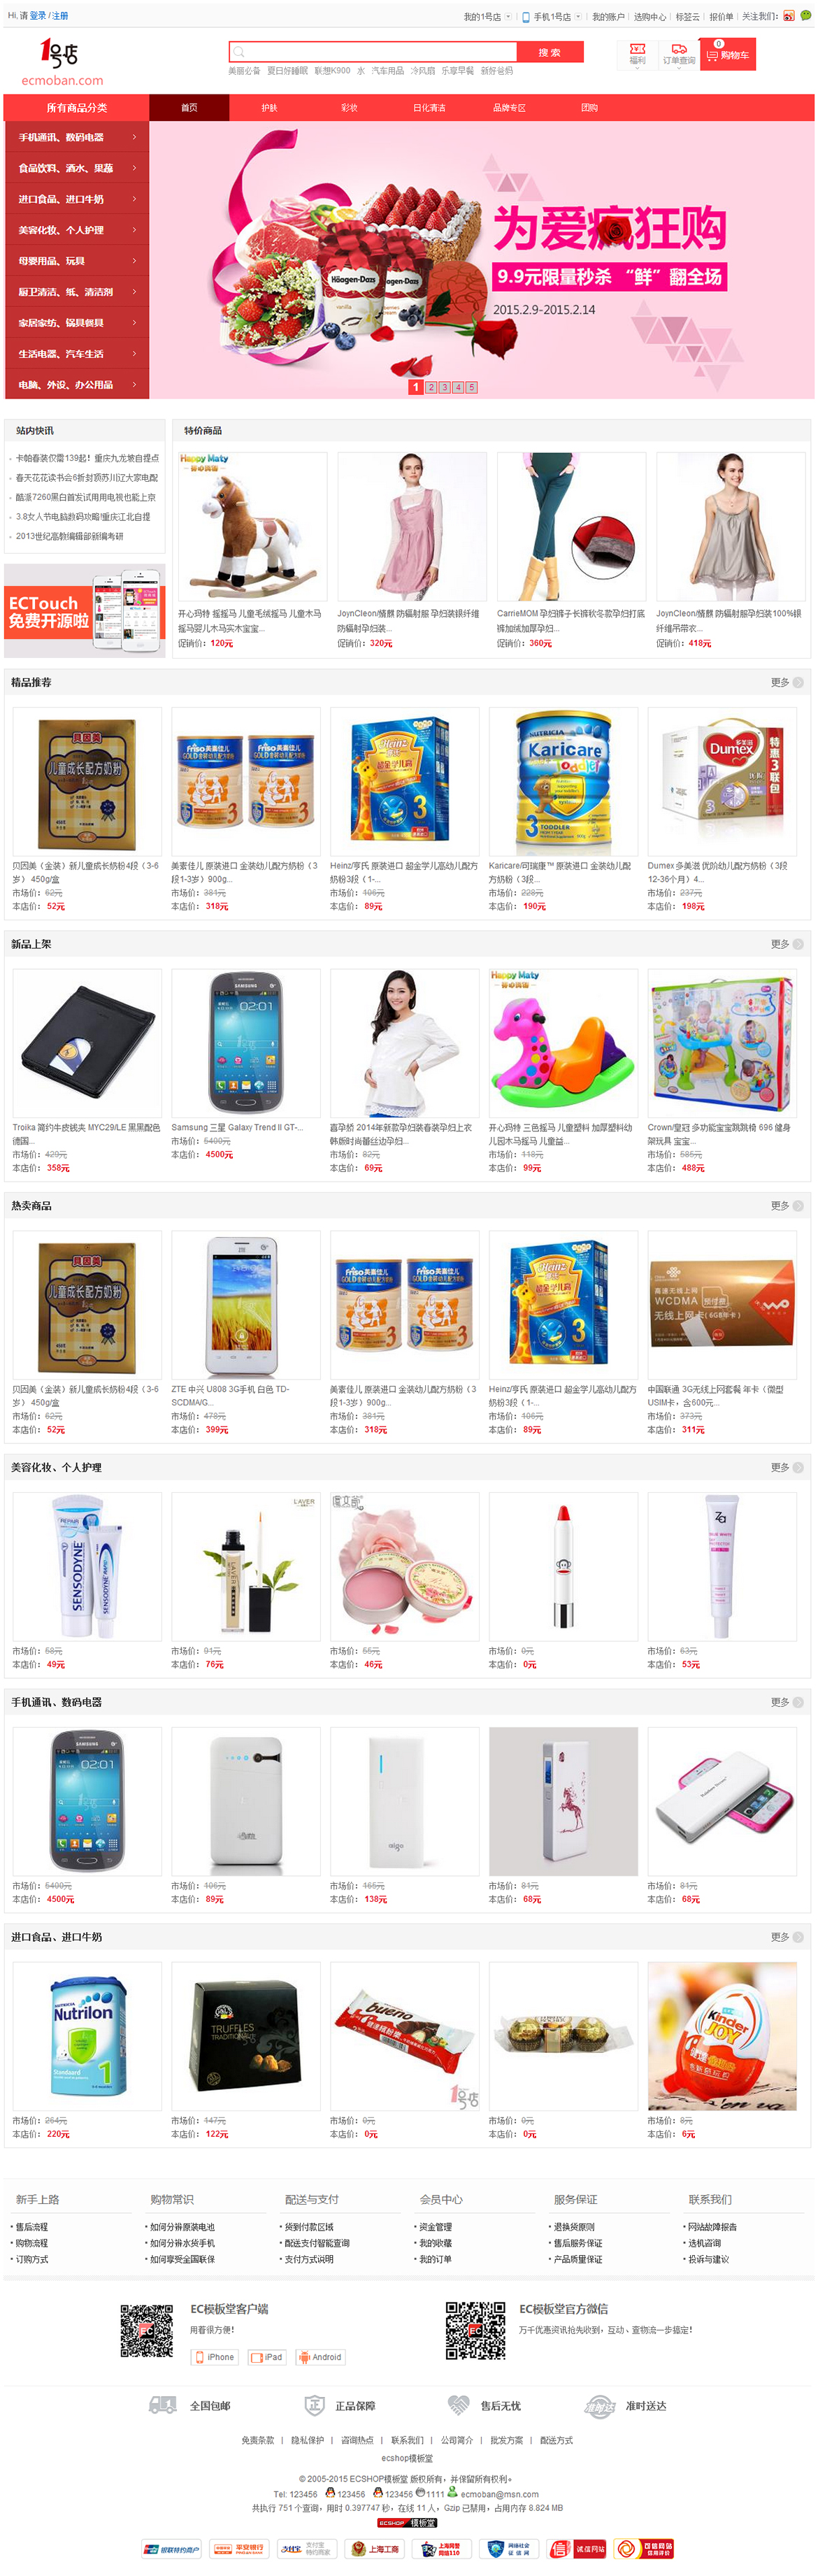 Hi, 请 登录 / 注册
我的1号店 | 手机1号店 | 我的账户 | 选购中心 | 标签云 | 报价单 | 关注我们：
1号店
ecmoban.com
搜 索
美丽必备 夏日好睡眠 联想K900 水 汽车用品 冷风扇 乐享早餐 新好爸妈
福利
订单查询
0
购物车
所有商品分类
首页
护肤
彩妆
日化清洁
品牌专区
团购
手机通讯、数码电器
食品饮料、酒水、果蔬
进口食品、进口牛奶
美容化妆、个人护理
母婴用品、玩具
厨卫清洁、纸、清洁剂
家居家纺、锅具餐具
生活电器、汽车生活
电脑、外设、办公用品
为爱疯狂购
9.9元限量秒杀 “鲜”翻全场
2015.2.9-2015.2.14
Häagen-Dazs
vanilla
Häagen-Dazs
1 2 3 4 5
站内快讯
卡帕春装仅需139起！重庆九龙坡自提点
春天花花读书会6折封顶苏川辽大家电配
酷派7260黑白首发试用用电视也能上京
3.8女人节电脑数码攻略!重庆江北自提
2013世纪高教编辑部新编考研
ECTouch
免费开源啦
特价商品
Happy Maty
开心玛特 摇摇马 儿童毛绒摇马 儿童木马
摇马婴儿木马实木宝宝...
促销价：120元
JoynCleon/婧麒 防辐射服 孕妇装银纤维
防辐射孕妇装...
促销价：320元
CarrieMOM 孕妇裤子长裤秋冬款孕妇打底
裤加绒加厚孕妇...
促销价：360元
JoynCleon/婧麒 防辐射服孕妇装100%银
纤维吊带衣...
促销价：418元
精品推荐
更多
贝因美（金装）新儿童成长奶粉4段（3-6
岁） 450g/盒
市场价：62元
本店价：52元
美素佳儿 原装进口 金装幼儿配方奶粉（3
段1-3岁）900g...
市场价：381元
本店价：318元
Heinz/亨氏 原装进口 超金学儿高幼儿配方
奶粉3段（1-...
市场价：106元
本店价：89元
Karicare/可瑞康™ 原装进口 金装幼儿配
方奶粉（3段...
市场价：228元
本店价：190元
Dumex 多美滋 优阶幼儿配方奶粉（3段
12-36个月）4...
市场价：237元
本店价：198元
新品上架
更多
Troika 简约牛皮钱夹 MYC29/LE 黑黑配色
德国...
市场价：429元
本店价：358元
Samsung 三星 Galaxy Trend II GT-...
市场价：5400元
本店价：4500元
嘉孕娇 2014年新款孕妇装春装孕妇上衣
韩版时尚蕾丝边孕妇...
市场价：82元
本店价：69元
Happy Maty
开心玛特 三色摇马 儿童塑料 加厚塑料幼
儿园木马摇马 儿童益...
市场价：118元
本店价：99元
Crown/皇冠 多功能宝宝跳跳椅 696 健身
架玩具 宝宝...
市场价：585元
本店价：488元
热卖商品
更多
贝因美（金装）新儿童成长奶粉4段（3-6
岁） 450g/盒
市场价：62元
本店价：52元
ZTE 中兴 U808 3G手机 白色 TD-
SCDMA/G...
市场价：478元
本店价：399元
美素佳儿 原装进口 金装幼儿配方奶粉（3
段1-3岁）900g...
市场价：381元
本店价：318元
Heinz/亨氏 原装进口 超金学儿高幼儿配方
奶粉3段（1-...
市场价：106元
本店价：89元
中国联通 3G无线上网套餐 年卡（微型
USIM卡，含600元...
市场价：373元
本店价：311元
美容化妆、个人护理
更多
市场价：58元
本店价：49元
市场价：91元
本店价：76元
市场价：55元
本店价：46元
市场价：0元
本店价：0元
市场价：63元
本店价：53元
手机通讯、数码电器
更多
市场价：5400元
本店价：4500元
市场价：106元
本店价：89元
市场价：165元
本店价：138元
市场价：81元
本店价：68元
市场价：81元
本店价：68元
进口食品、进口牛奶
更多
市场价：264元
本店价：220元
市场价：147元
本店价：122元
市场价：0元
本店价：0元
市场价：0元
本店价：0元
市场价：8元
本店价：6元
新手上路
售后流程
购物流程
订购方式
购物常识
如何分辨原装电池
如何分辨水货手机
如何享受全国联保
配送与支付
货到付款区域
配送支付智能查询
支付方式说明
会员中心
资金管理
我的收藏
我的订单
服务保证
退换货原则
售后服务保证
产品质量保证
联系我们
网站故障报告
选机咨询
投诉与建议
EC模板堂客户端
用着很方便！
iPhone iPad Android
EC模板堂官方微信
万千优惠资讯抢先收到，互动、查物流一步搞定！
全国包邮
正品保障
售后无忧
准时送达
免责条款 | 隐私保护 | 咨询热点 | 联系我们 | 公司简介 | 批发方案 | 配送方式
ecshop模板堂
© 2005-2015 ECSHOP模板堂 版权所有，并保留所有权利。
Tel: 123456 123456 123456 1111 ecmoban@msn.com
共执行 751 个查询，用时 0.397747 秒，在线 11 人，Gzip 已禁用，占用内存 8.824 MB
ECSHOP 模板堂
银联特约商户 平安银行 支付宝特约商家 上海工商 上海网警网络110 网络社会征信网 诚信网站 可信网站信用评价